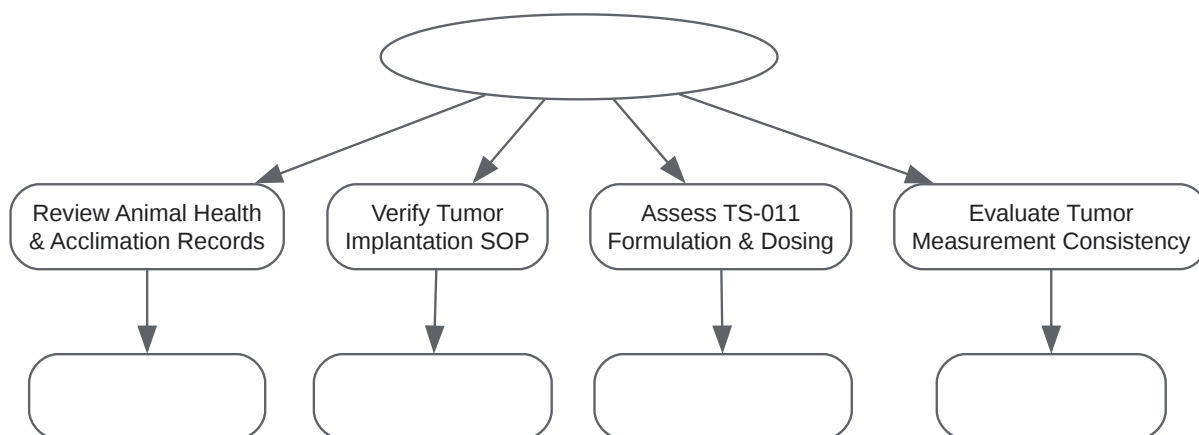 Review Animal Health
& Acclimation Records
Verify Tumor
Implantation SOP
Assess TS-011
Formulation & Dosing
Evaluate Tumor
Measurement Consistency